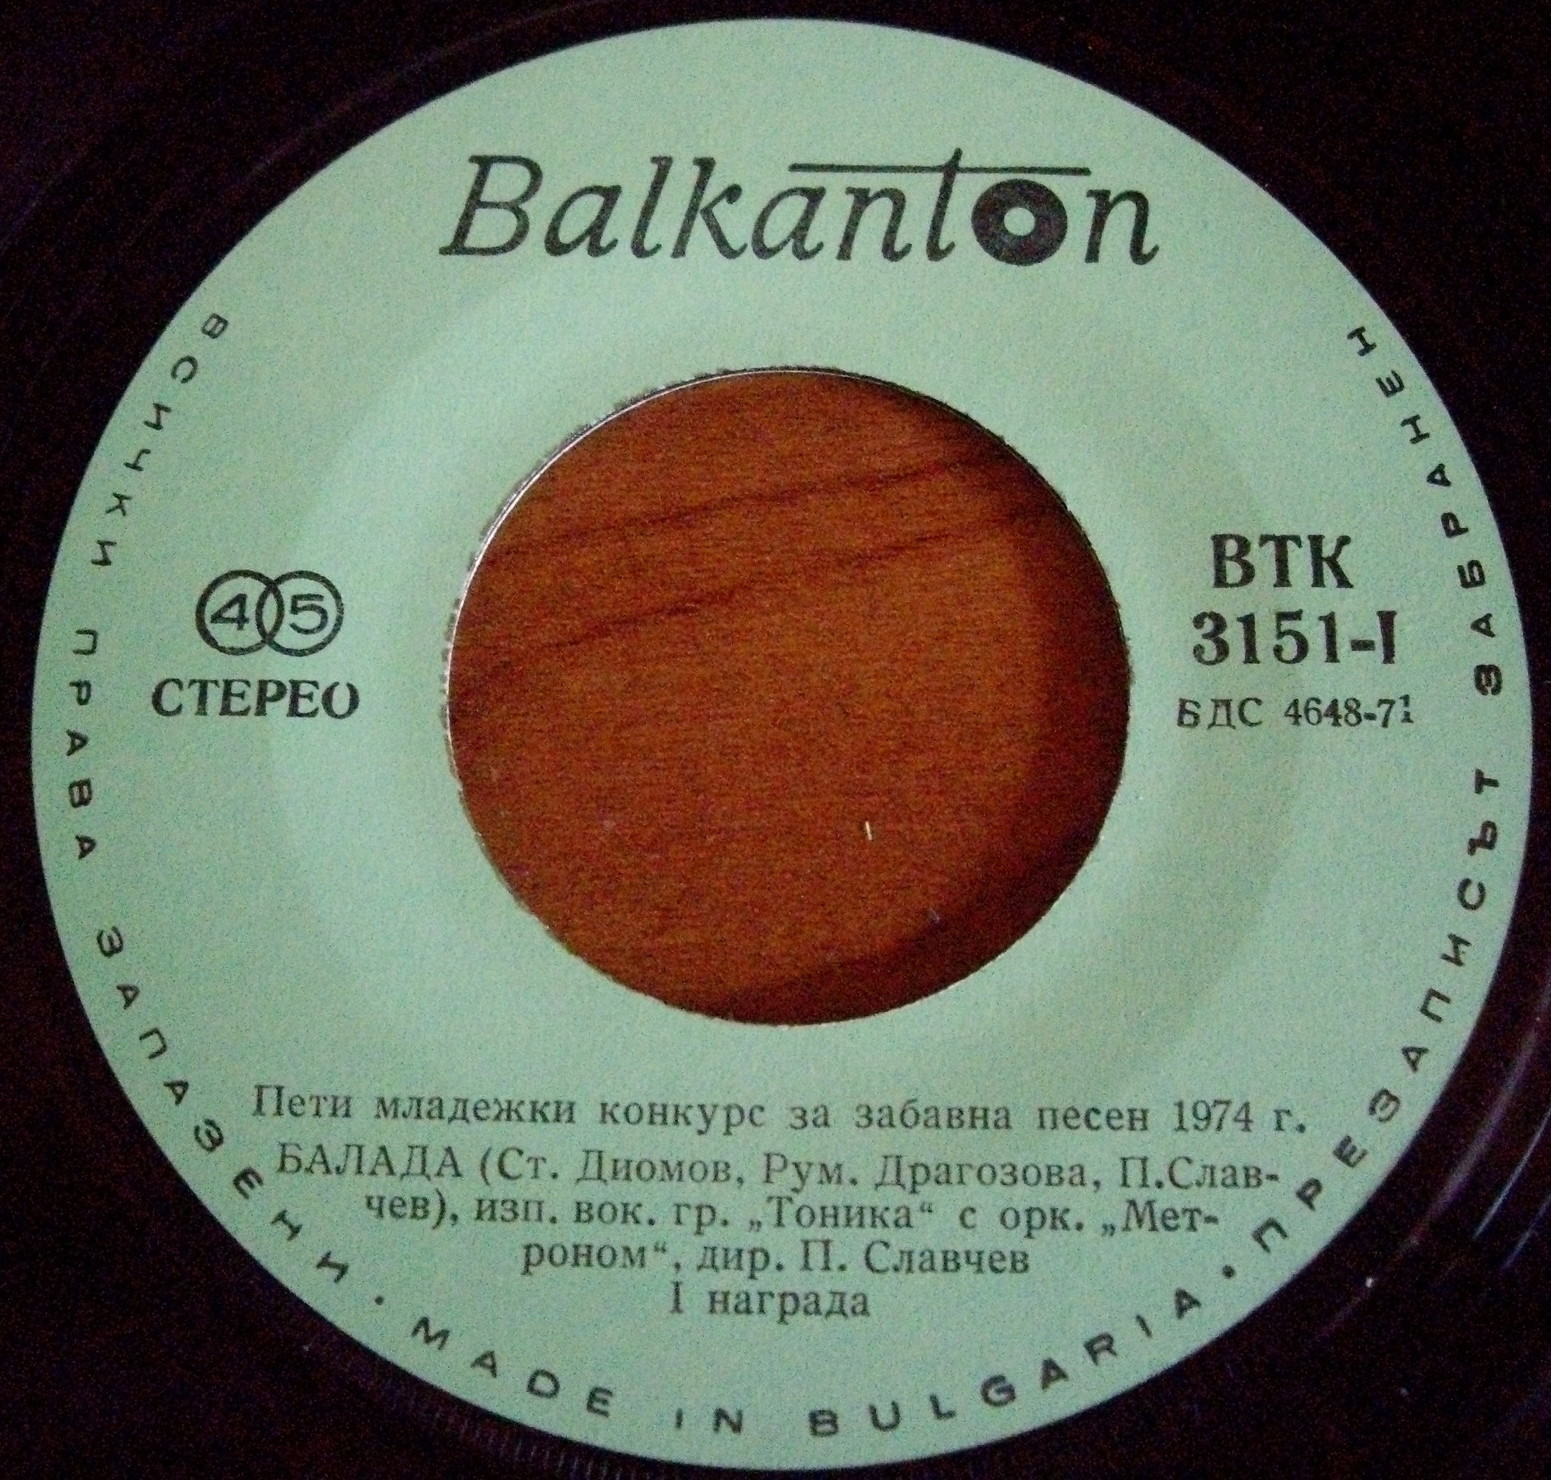 Balkanton
45
СТЕРЕО
ВТК
3151-I
БДС 4648-71
Пети младежки конкурс за забавна песен 1974 г.
БАЛАДА (Ст. Диомов, Рум. Драгозова, П.Слав-
чев), изп. вок. гр. „Тоника“ с орк. „Мет-
роном“, дир. П. Славчев
I награда
ВСИЧКИ ПРАВА ЗАПАЗЕНИ · MADE IN BULGARIA · ПРЕЗАПИСЪТ ЗАБРАНЕН